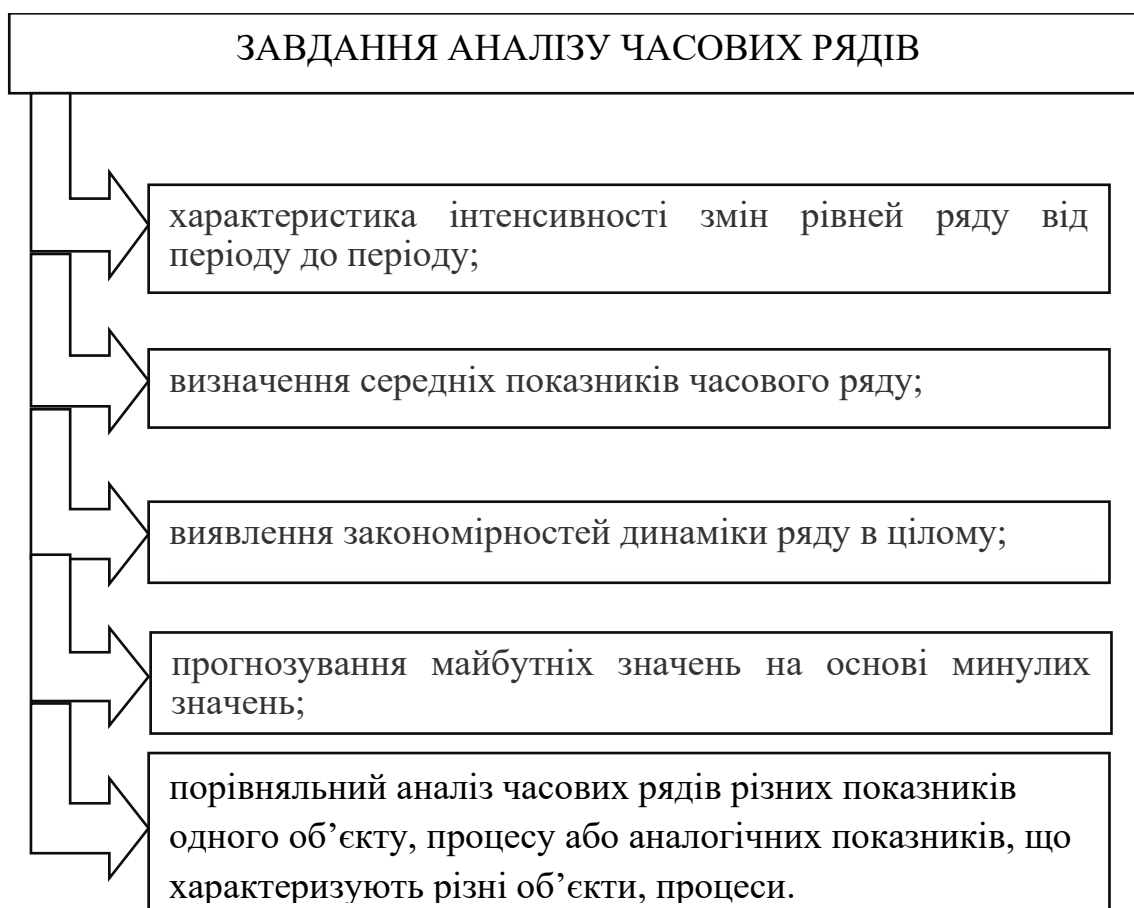 ЗАВДАННЯ АНАЛІЗУ ЧАСОВИХ РЯДІВ
характеристика інтенсивності змін рівней ряду від
періоду до періоду;
визначення середніх показників часового ряду;
виявлення закономірностей динаміки ряду в цілому;
прогнозування майбутніх значень на основі минулих
значень;
порівняльний аналіз часових рядів різних показників
одного об’єкту, процесу або аналогічних показників, що
характеризують різні об’єкти, процеси.